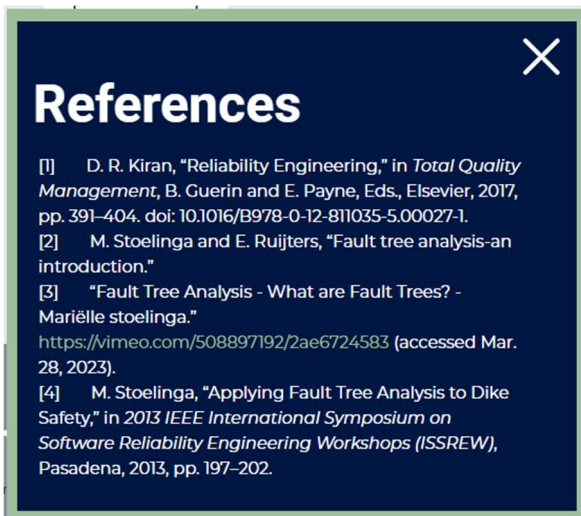 References
[1] D. R. Kiran, “Reliability Engineering,” in Total Quality
Management, B. Guerin and E. Payne, Eds., Elsevier, 2017,
pp. 391–404. doi: 10.1016/B978-0-12-811035-5.00027-1.
[2] M. Stoelinga and E. Ruijters, “Fault tree analysis-an
introduction.”
[3] “Fault Tree Analysis - What are Fault Trees? -
Mariëlle stoelinga.”
https://vimeo.com/508897192/2ae6724583 (accessed Mar.
28, 2023).
[4] M. Stoelinga, “Applying Fault Tree Analysis to Dike
Safety,” in 2013 IEEE International Symposium on
Software Reliability Engineering Workshops (ISSREW),
Pasadena, 2013, pp. 197–202.